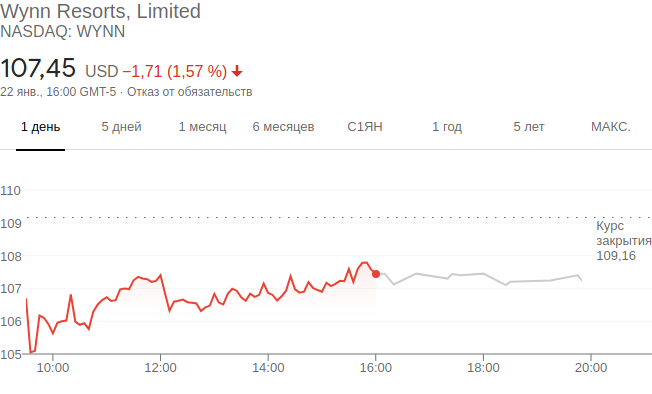 Wynn Resorts, Limited
NASDAQ: WYNN
107,45 USD −1,71 (1,57 %)
22 янв., 16:00 GMT-5 · Отказ от обязательств
1 день 5 дней 1 месяц 6 месяцев С1ЯН 1 год 5 лет МАКС.
110
109
108
107
106
105
Курс
закрытия
109,16
10:00 12:00 14:00 16:00 18:00 20:00